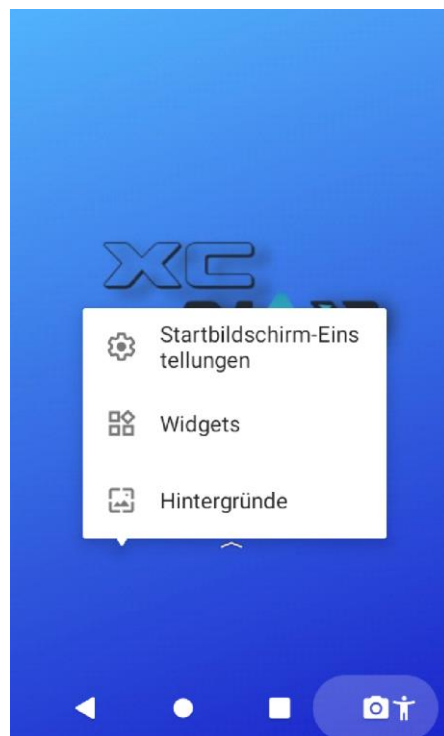 XC
Startbildschirm-Eins
tellungen
Widgets
Hintergründe